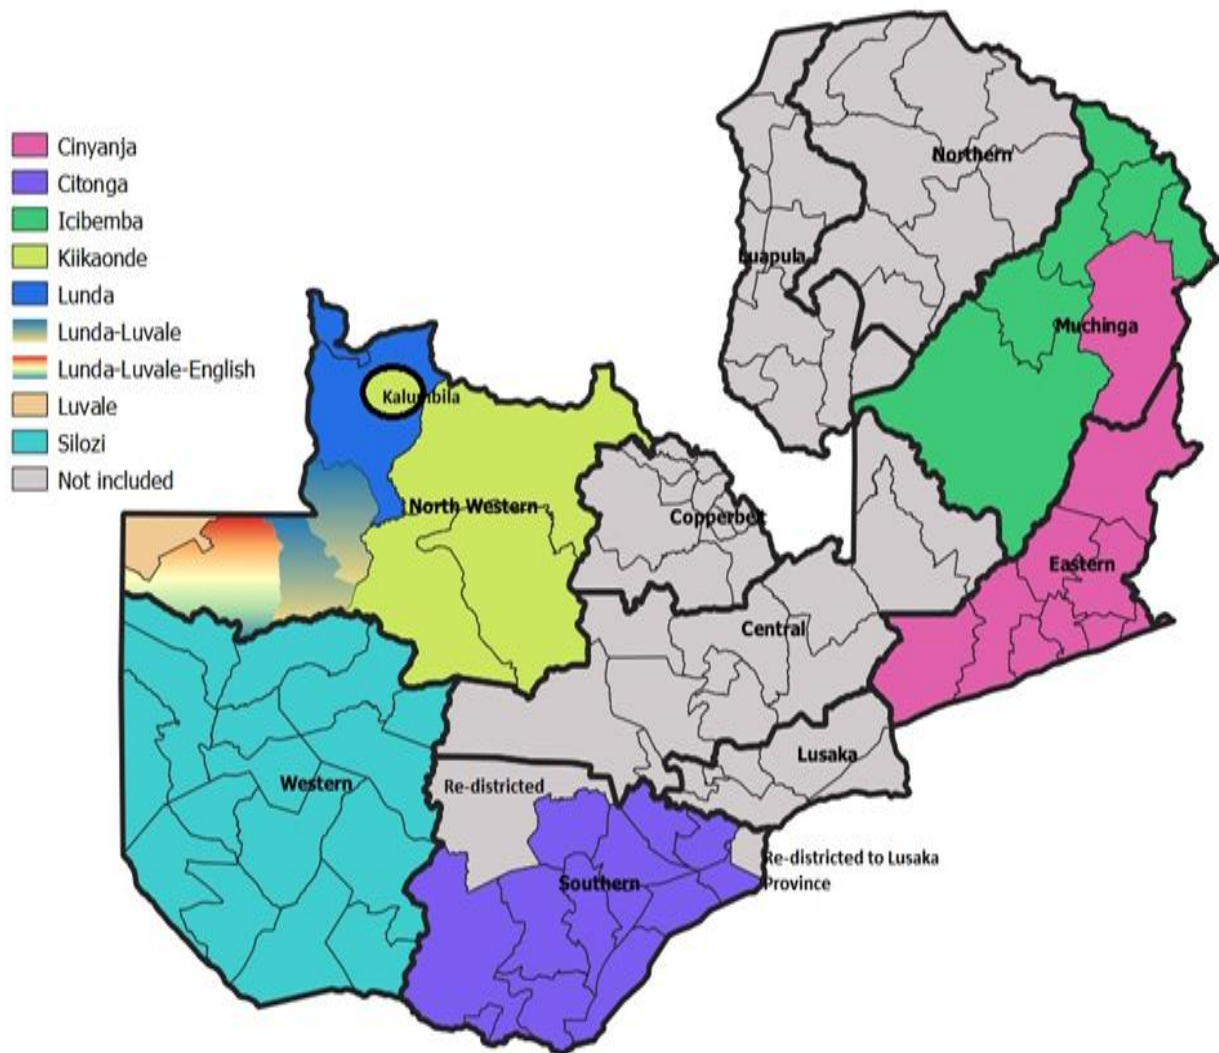 Cinyanja
Citonga
Icibemba
Kiikaonde
Lunda
Lunda-Luvale
Lunda-Luvale-English
Luvale
Silozi
Not included
Northern
Luapula
Muchinga
Kalumbila
North Western
Copperbelt
Eastern
Central
Lusaka
Western
Re-districted
Re-districted to Lusaka
Province
Southern